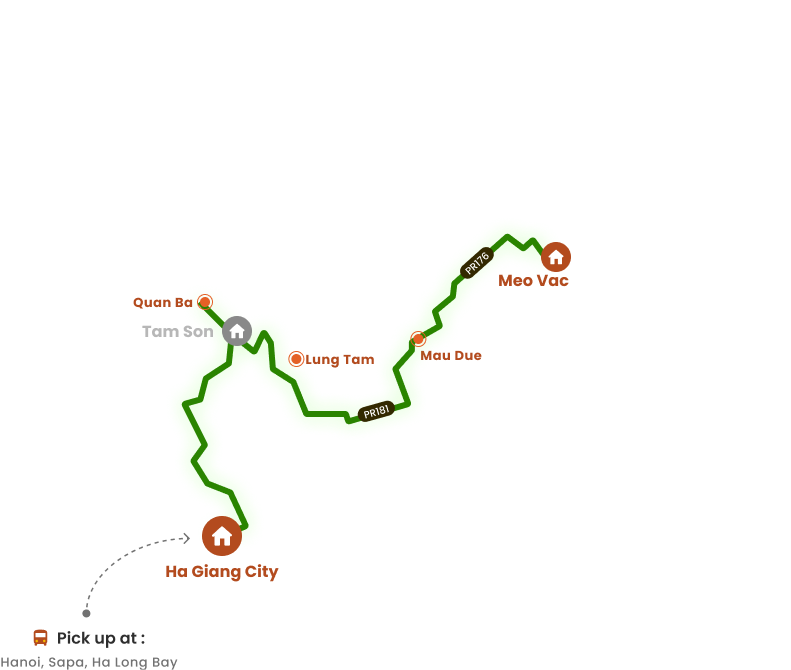 PR176
Meo Vac
Quan Ba
Tam Son
Mau Due
Lung Tam
PR181
Ha Giang City
Pick up at :
Hanoi, Sapa, Ha Long Bay